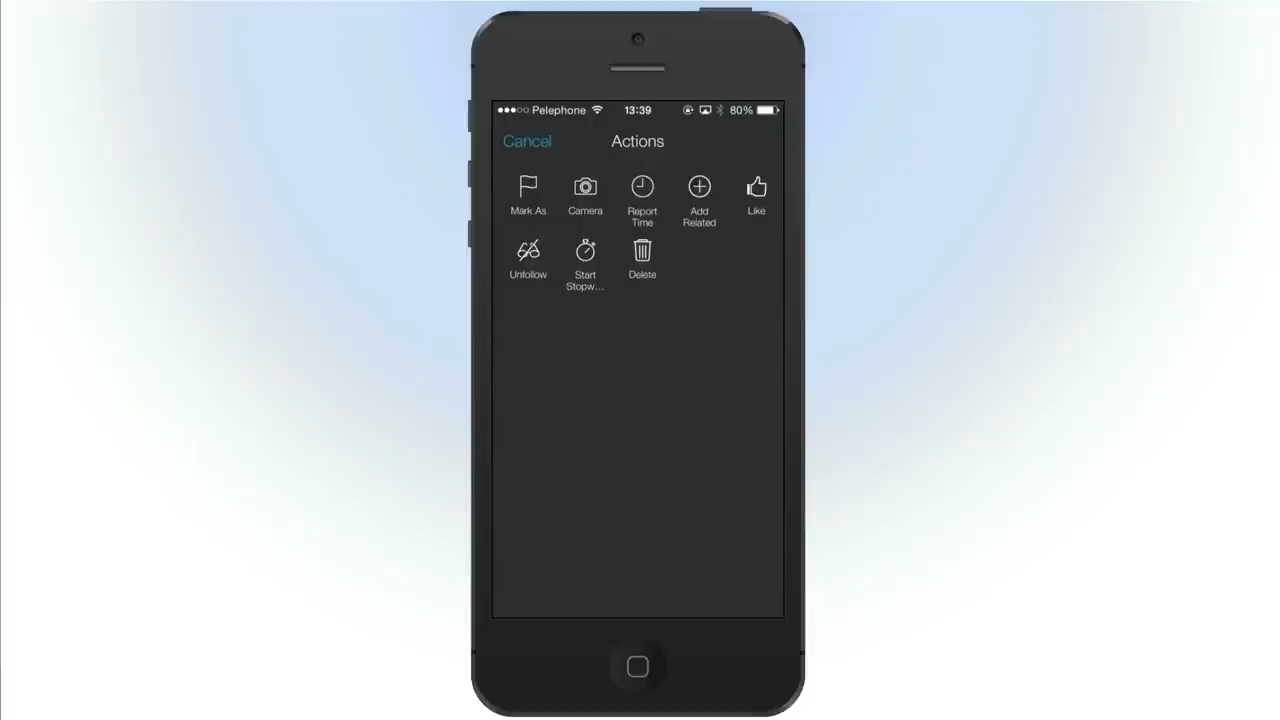 Pelephone 13:39 80%
Cancel Actions
Mark As Camera Report Time Add Related Like
Unfollow Start Stopw... Delete